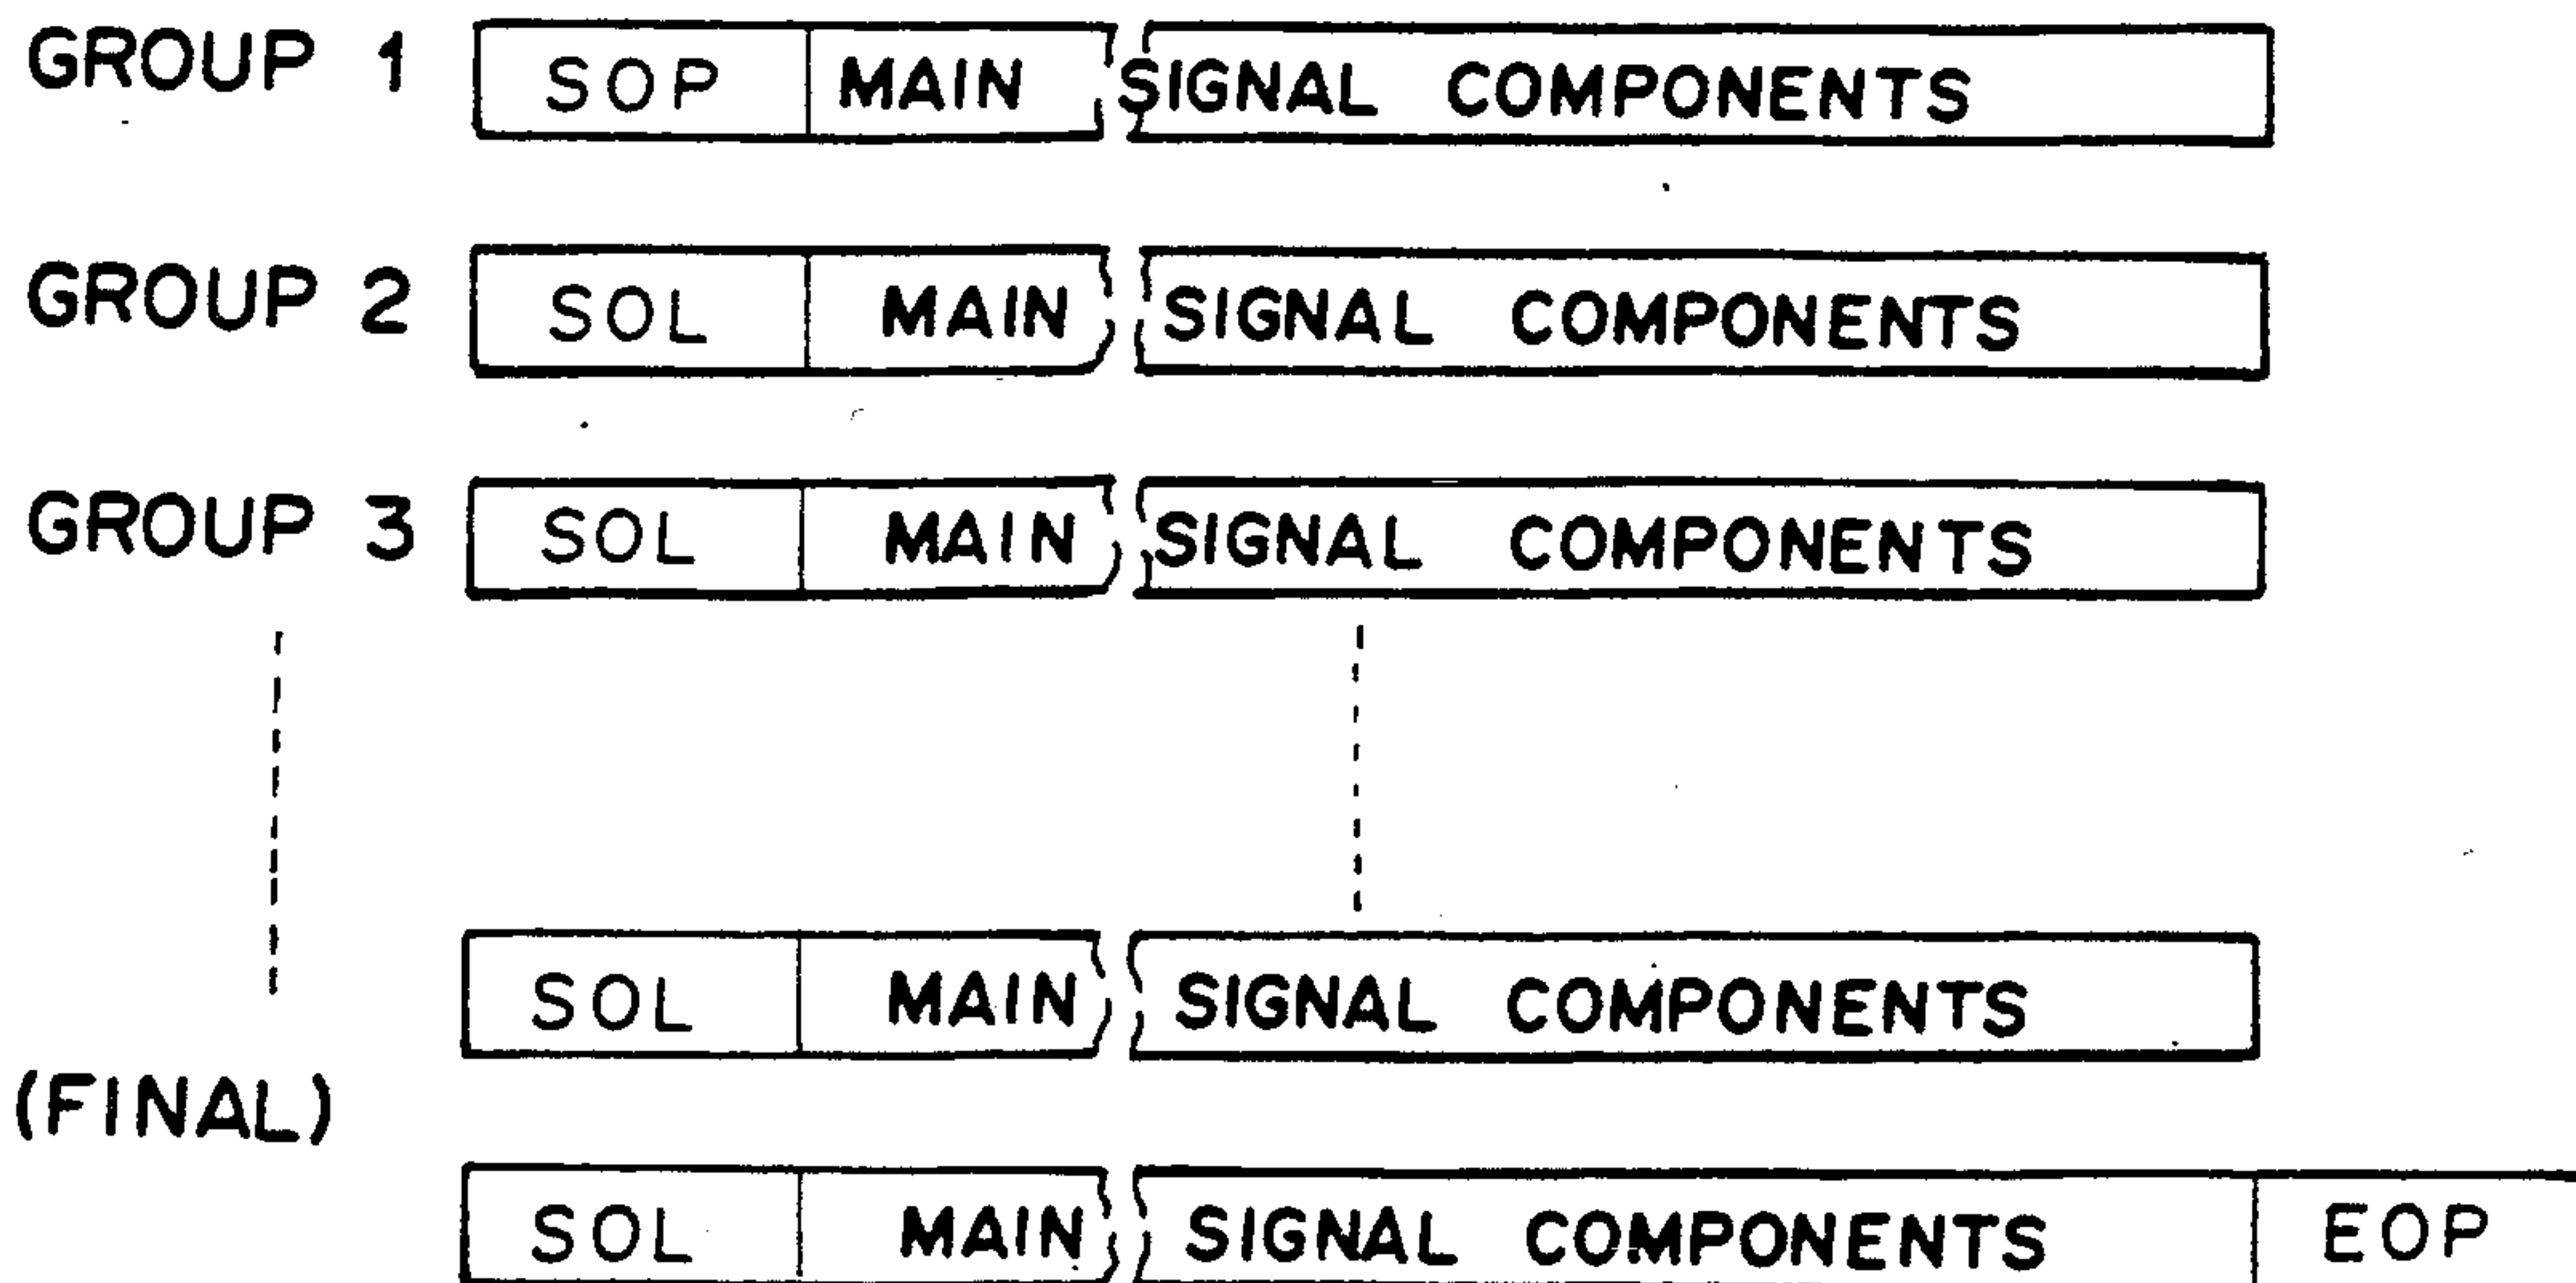 GROUP 1 SOP MAIN SIGNAL COMPONENTS
GROUP 2 SOL MAIN SIGNAL COMPONENTS
GROUP 3 SOL MAIN SIGNAL COMPONENTS
SOL MAIN SIGNAL COMPONENTS
(FINAL)
SOL MAIN SIGNAL COMPONENTS EOP